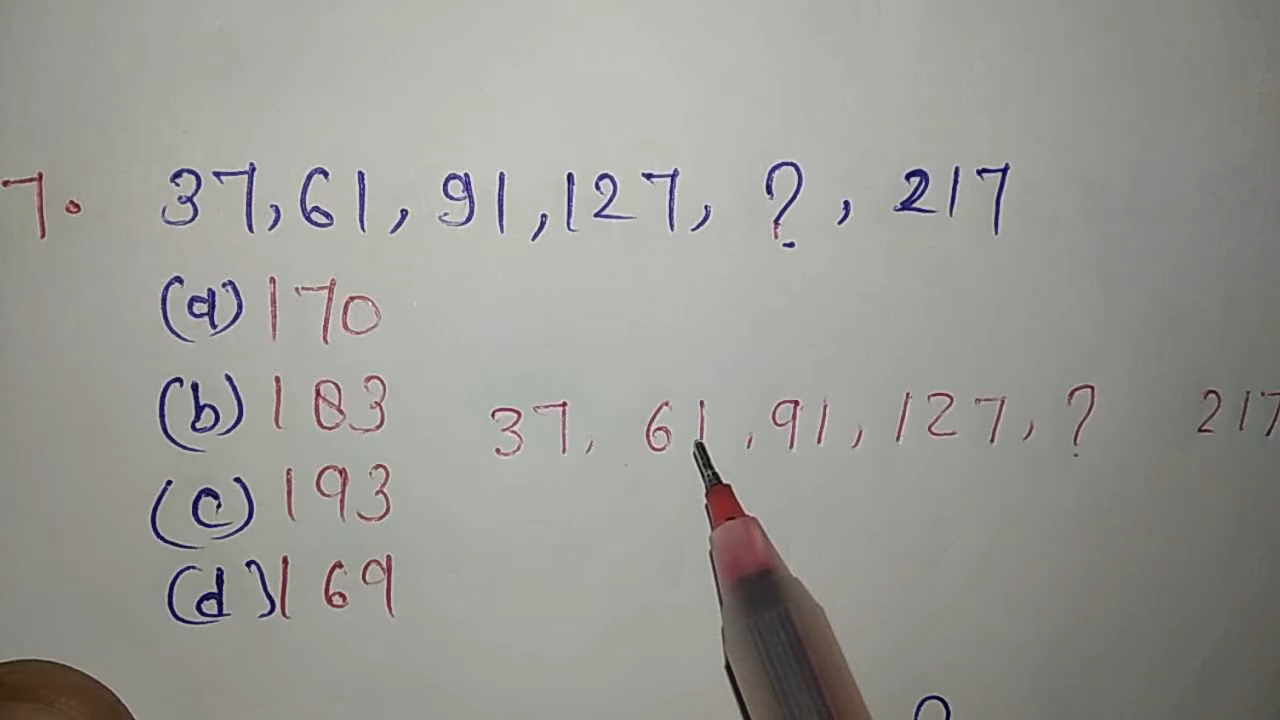 7. 37, 61, 91, 127, ?, 217
(a) 170
(b) 183
37, 61, 91, 127, ? 217
(c) 193
(d) 169